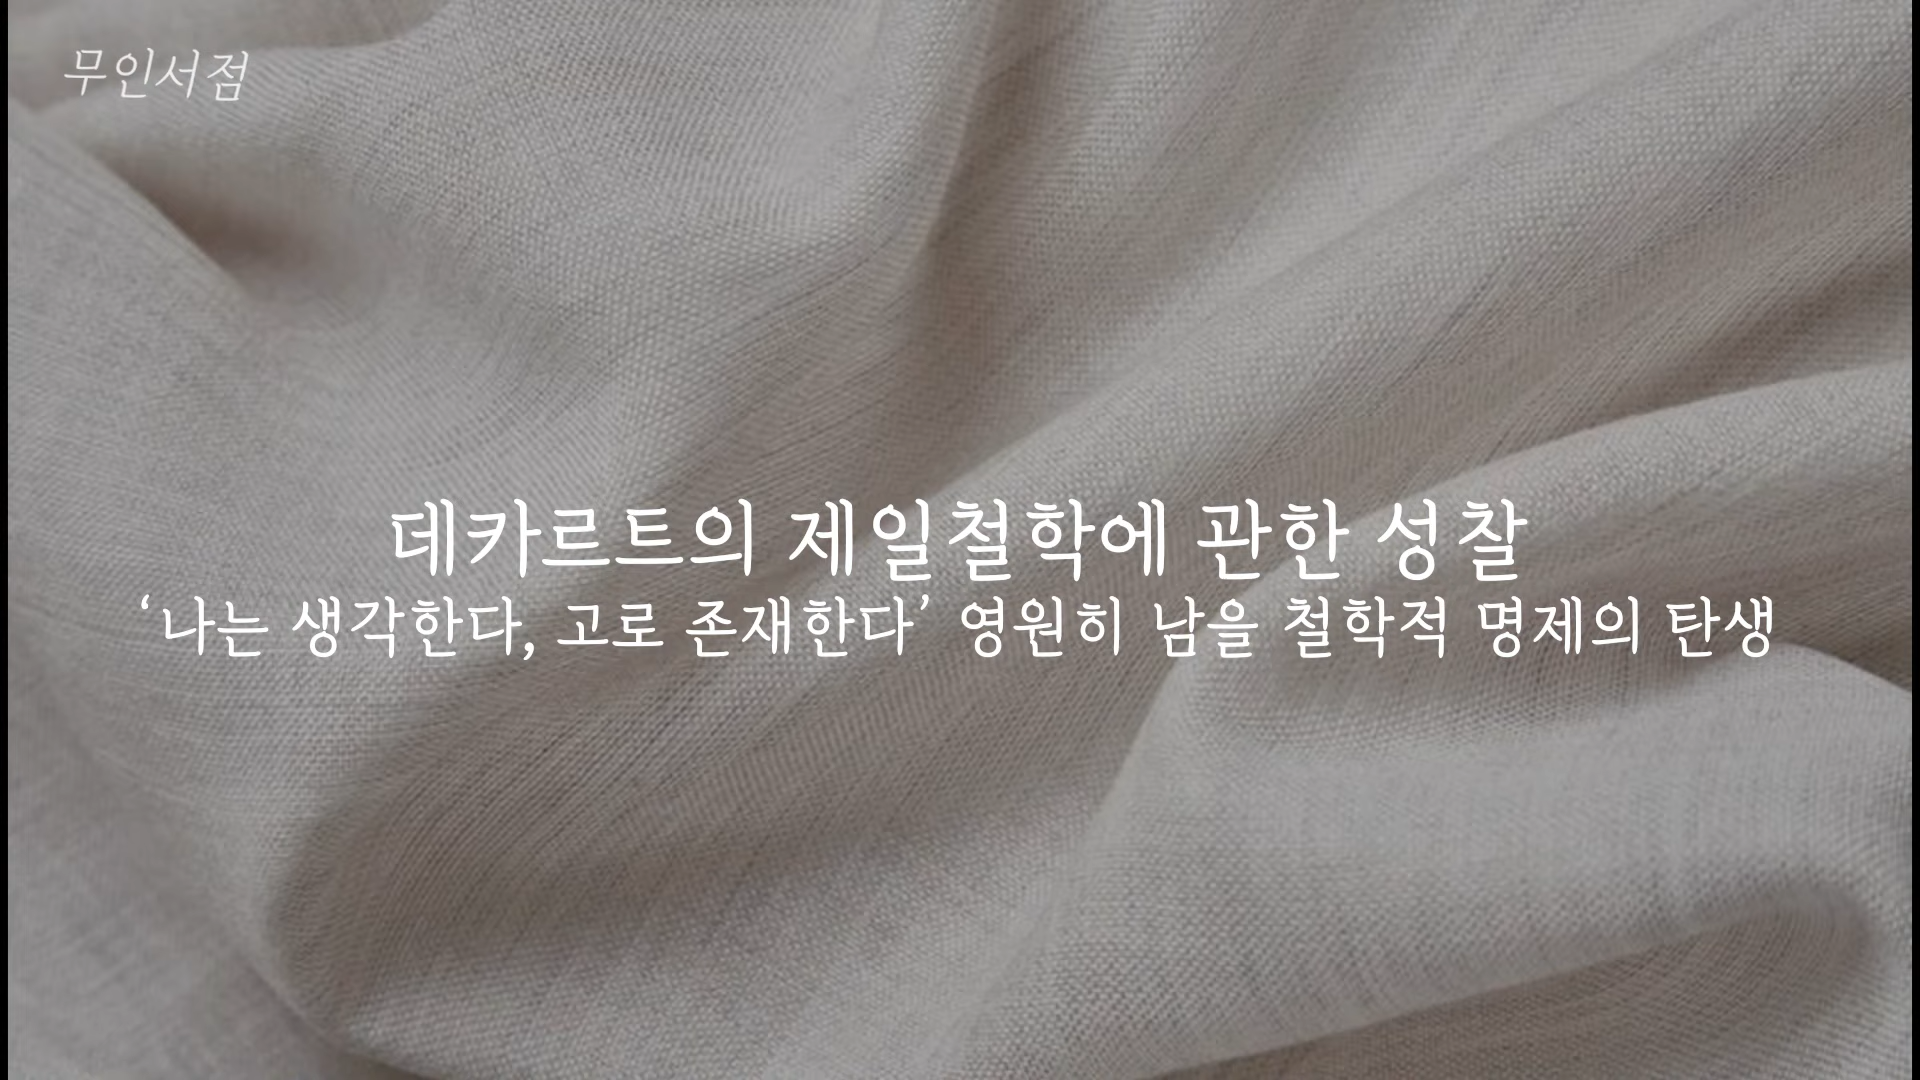 무인서점
데카르트의 제일철학에 관한 성찰
‘나는 생각한다, 고로 존재한다’ 영원히 남을 철학적 명제의 탄생